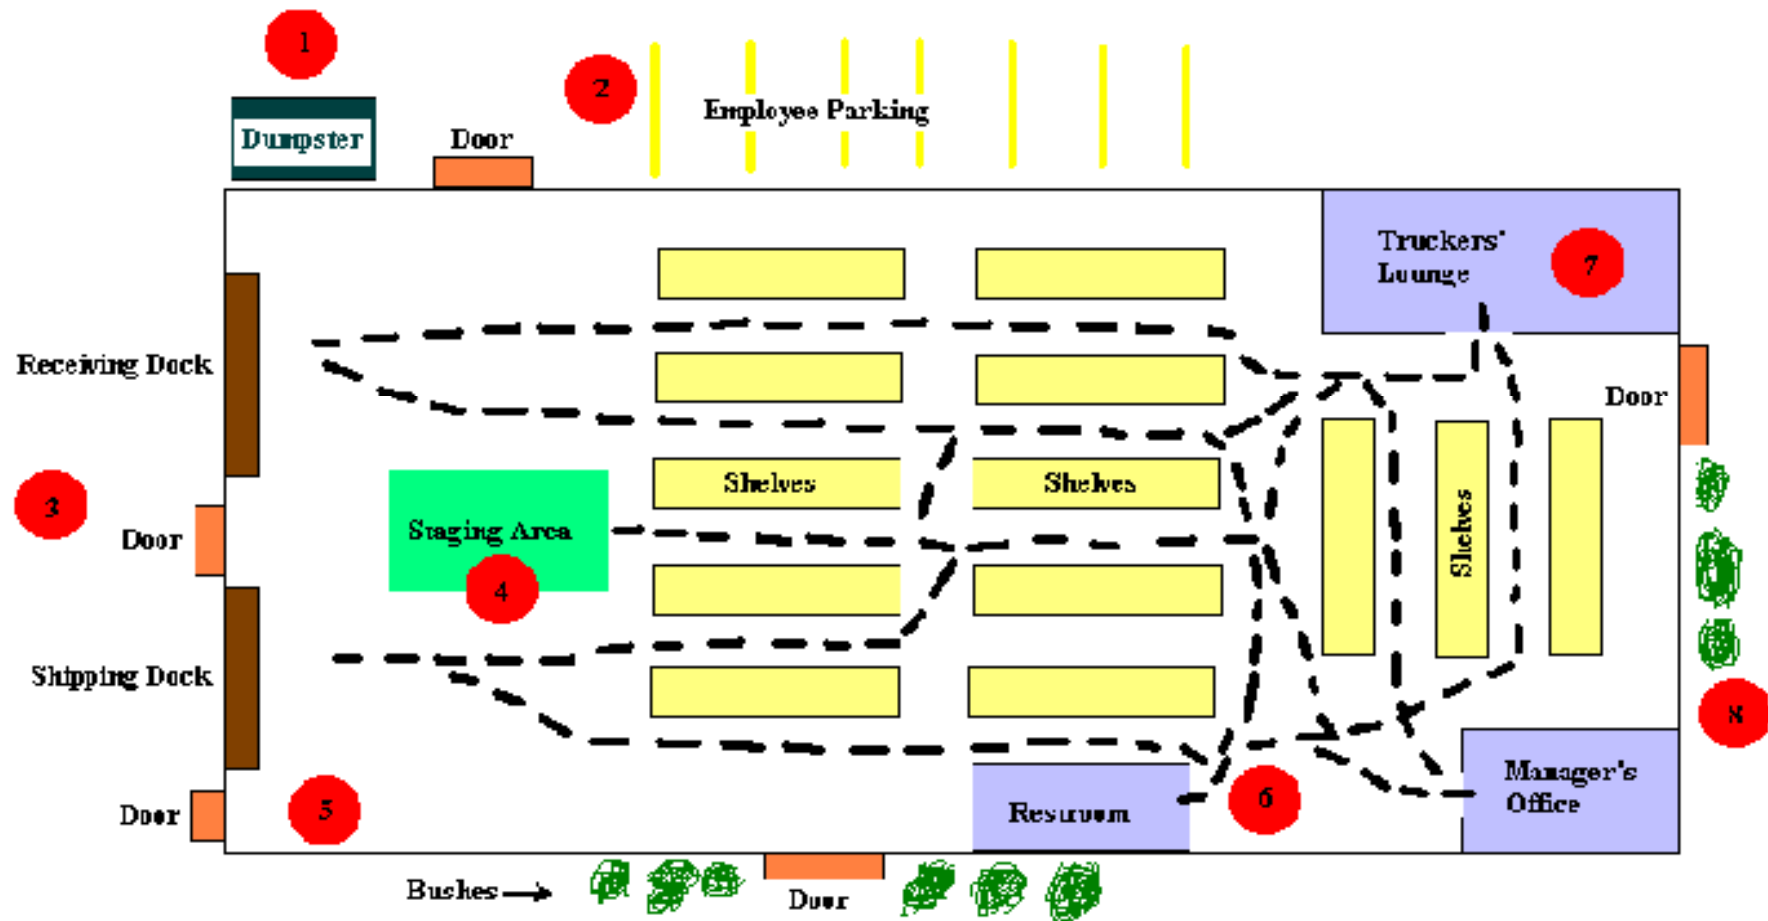 1
2
Employee Parking
Dumpster
Door
Truckers'
Lounge
7
Receiving Dock
Door
Shelves
Shelves
3
Door
Staging Area
Shelves
4
Shipping Dock
8
Manager's
Office
Door
5
6
Restroom
Bushes
Door